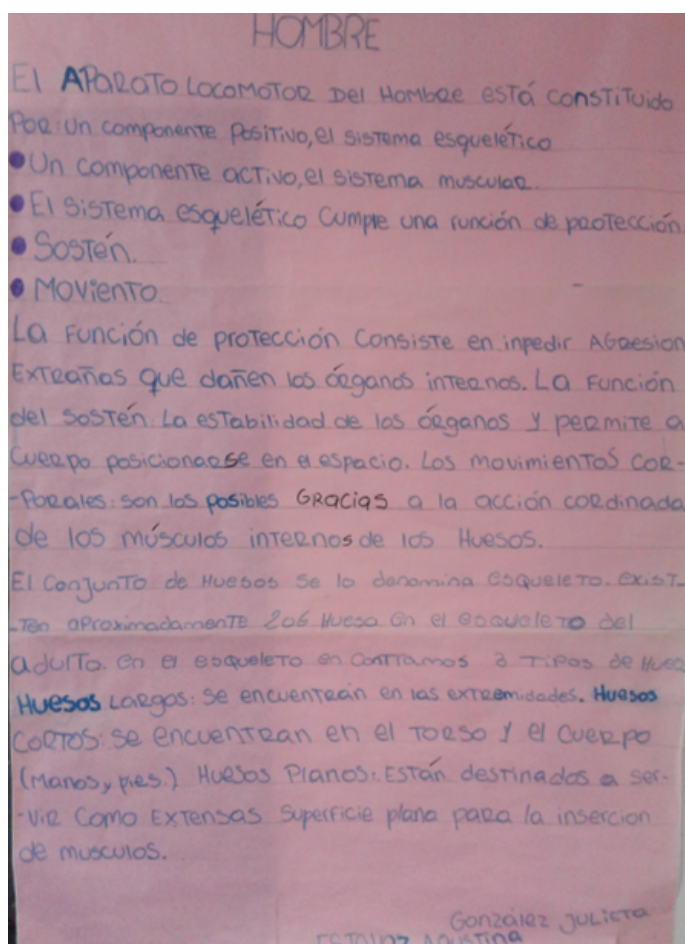 HOMBRE
El APARATO LOCOMOTOR Del HOMBRE está CONSTITUIDO
POR: Un componente Positivo, el sistema esquelético
Un componente activo, el sistema muscular.
El Sistema esquelético Cumple una función de protección.
Sostén.
Moviento
La Función de protección Consiste en inpedir AGResion
EXTRAÑAS que dañen los órganos internos. La Función
del Sostén. La estabilidad de los órganos y permite a
Cuerpo posicionarse en el espacio. Los movimientos COR-
-PORALES: son los posibles GRACIAS a la acción cordinada
de los músculos internos de los Huesos.
El Conjunto de Huesos se lo donomina esqueleto. EXIST-
-Ten aproximadamente 206 Hueso en el esqueleto del
adulto. en el esqueleto en contramos 3 Tipos de Hueso
Huesos Largos: se encuentran en las extremidades. Huesos
CORTOS: se encuentran en el TORSO y el Cuerpo
(Manos, y pies.) Huesos Planos: Están destinados a ser-
-vir Como EXTENSAS Superficie plana para la insercion
de musculos.
González Julieta
Agustina